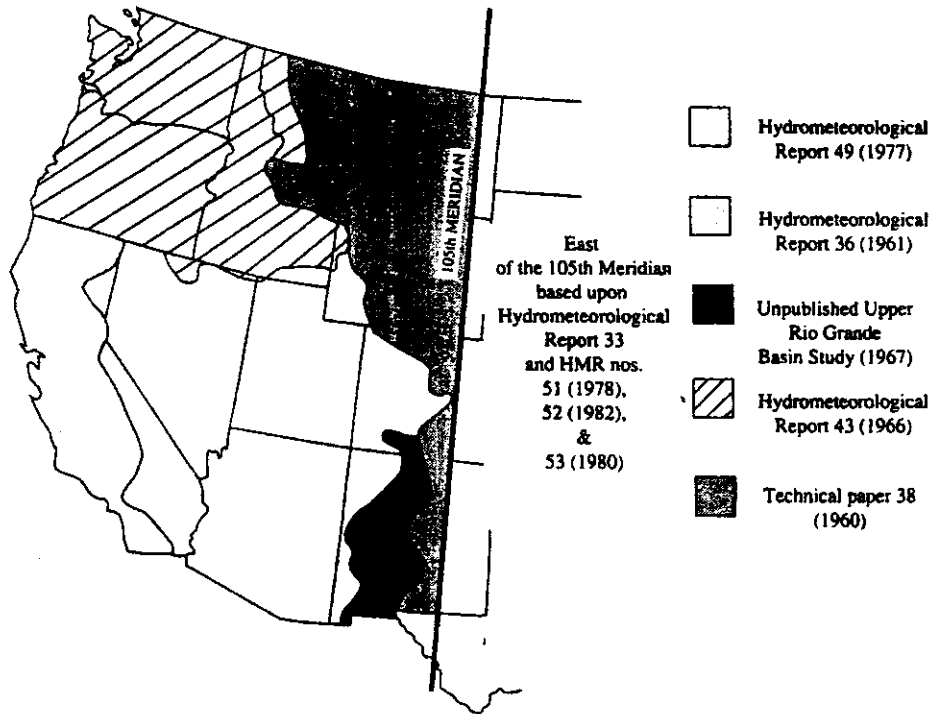 105th MERIDIAN
East
of the 105th Meridian
based upon
Hydrometeorological
Report 33
and HMR nos.
51 (1978),
52 (1982),
&
53 (1980)
Hydrometeorological
Report 49 (1977)
Hydrometeorological
Report 36 (1961)
Unpublished Upper
Rio Grande
Basin Study (1967)
Hydrometeorological
Report 43 (1966)
Technical paper 38
(1960)